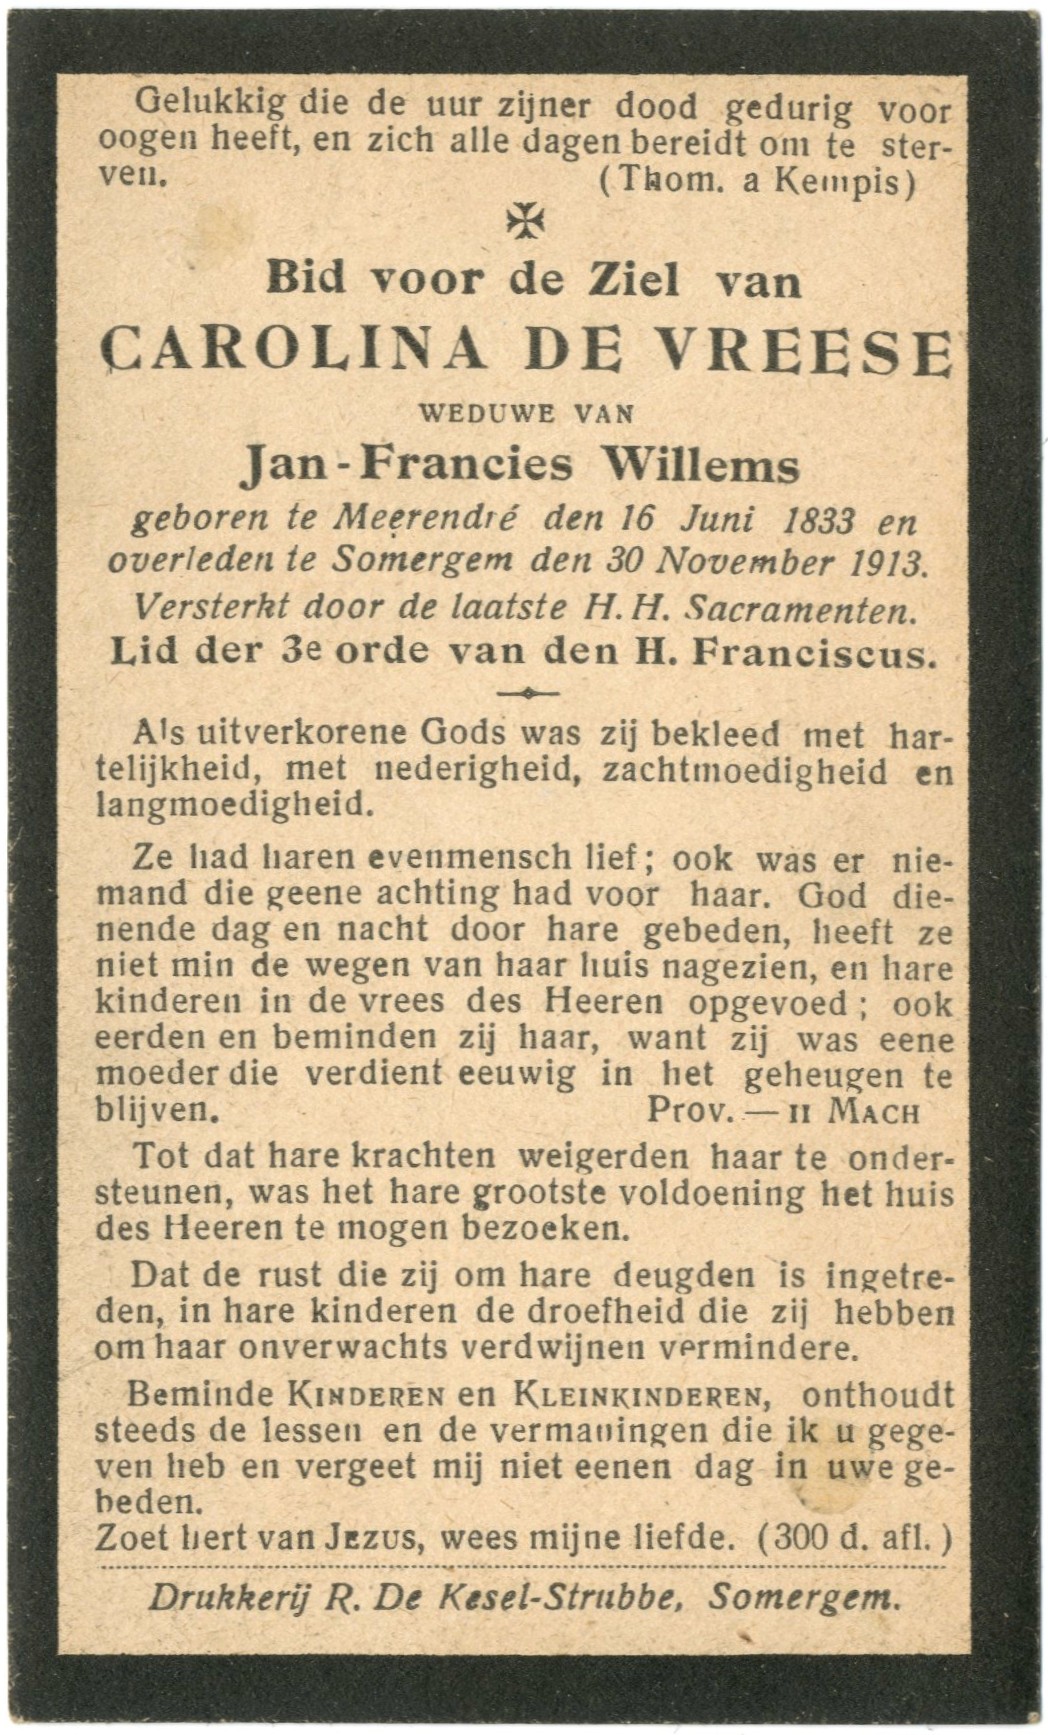 Gelukkig die de uur zijner dood gedurig voor
oogen heeft, en zich alle dagen bereidt om te ster-
ven. (Thom. a Kempis)
Bid voor de Ziel van
CAROLINA DE VREESE
WEDUWE VAN
Jan-Francies Willems
geboren te Meerendré den 16 Juni 1833 en
overleden te Somergem den 30 November 1913.
Versterkt door de laatste H. H. Sacramenten.
Lid der 3e orde van den H. Franciscus.
Als uitverkorene Gods was zij bekleed met har-
telijkheid, met nederigheid, zachtmoedigheid en
langmoedigheid.
Ze had haren evenmensch lief; ook was er nie-
mand die geene achting had voor haar. God die-
nende dag en nacht door hare gebeden, heeft ze
niet min de wegen van haar huis nagezien, en hare
kinderen in de vrees des Heeren opgevoed; ook
eerden en beminden zij haar, want zij was eene
moeder die verdient eeuwig in het geheugen te
blijven. Prov. — II MACH
Tot dat hare krachten weigerden haar te onder-
steunen, was het hare grootste voldoening het huis
des Heeren te mogen bezoeken.
Dat de rust die zij om hare deugden is ingetre-
den, in hare kinderen de droefheid die zij hebben
om haar onverwachts verdwijnen vermindere.
Beminde KINDEREN en KLEINKINDEREN, onthoudt
steeds de lessen en de vermaningen die ik u gege-
ven heb en vergeet mij niet eenen dag in uwe ge-
beden.
Zoet hert van JEZUS, wees mijne liefde. (300 d. afl.)
Drukkerij R. De Kesel-Strubbe, Somergem.